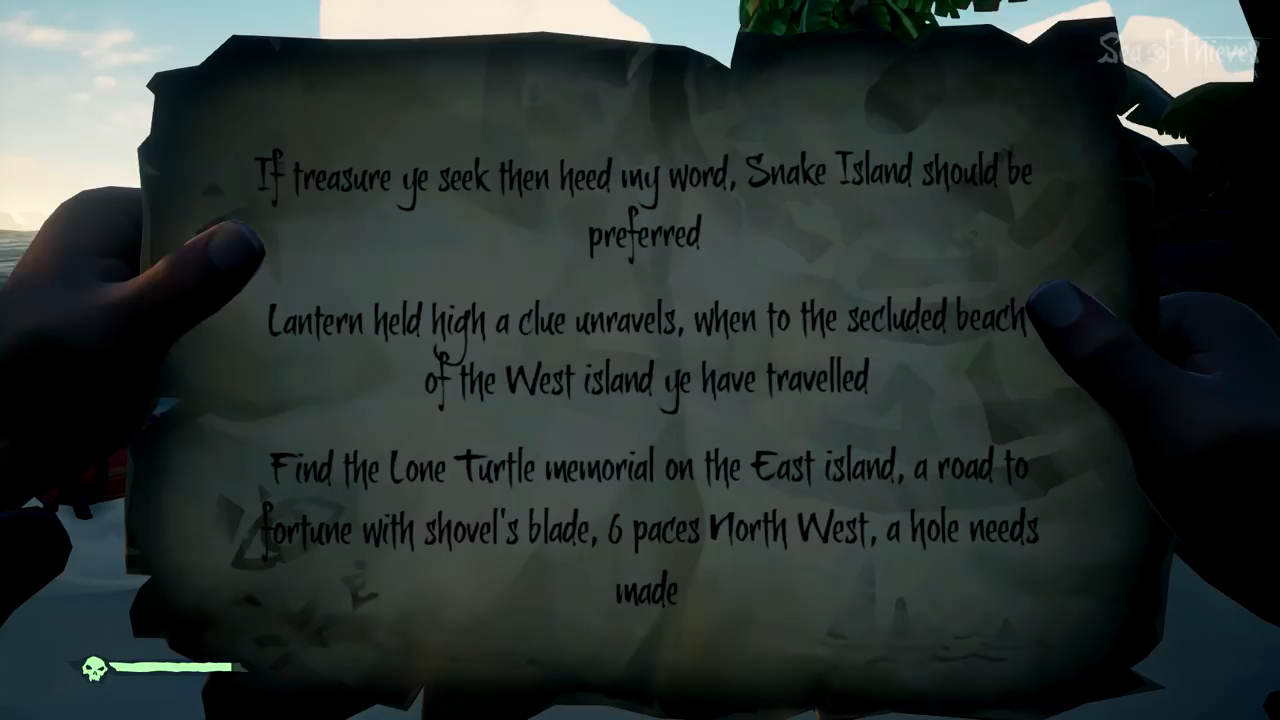 Sea of Thieves
If treasure ye seek then heed my word, Snake Island should be
preferred
Lantern held high a clue unravels, when to the secluded beach
of the West island ye have travelled
Find the Lone Turtle memorial on the East island, a road to
fortune with shovel's blade, 6 paces North West, a hole needs
made